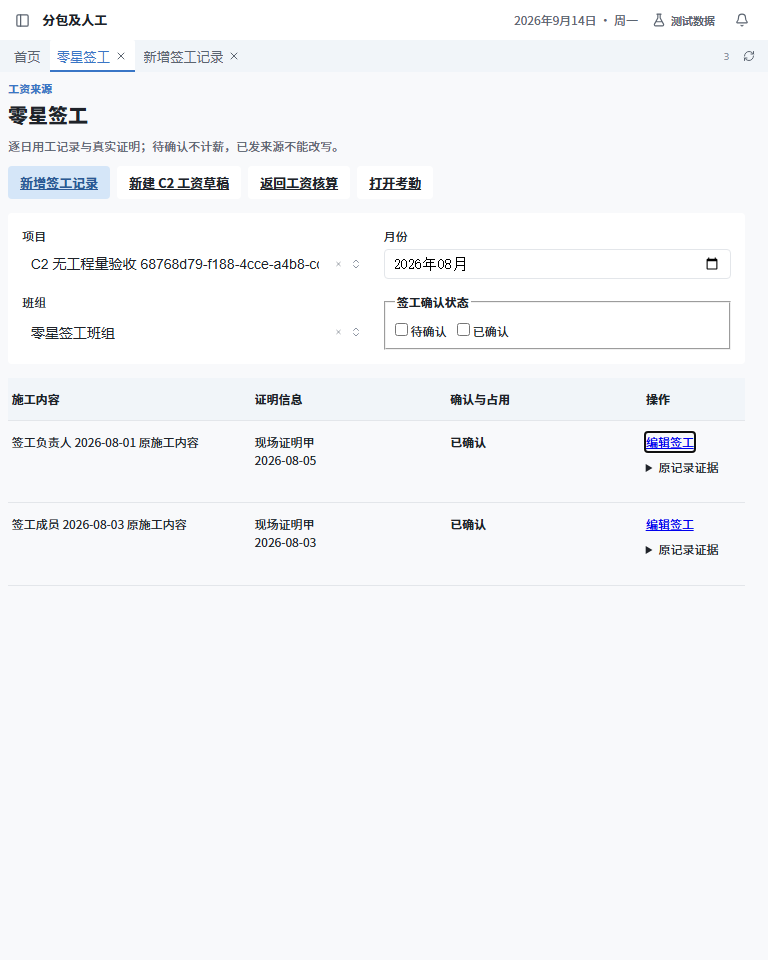 分包及人工
2026年9月14日 • 周一
测试数据
首页
零星签工
新增签工记录
3
工资来源
零星签工
逐日用工记录与真实证明；待确认不计薪，已发来源不能改写。
新增签工记录
新建 C2 工资草稿
返回工资核算
打开考勤
项目
月份
C2 无工程量验收 68768d79-f188-4cce-a4b8-cc
2026年08月
班组
签工确认状态
零星签工班组
待确认
已确认
施工内容
证明信息
确认与占用
操作
签工负责人 2026-08-01 原施工内容
现场证明甲
2026-08-05
已确认
编辑签工
原记录证据
签工成员 2026-08-03 原施工内容
现场证明甲
2026-08-03
已确认
编辑签工
原记录证据